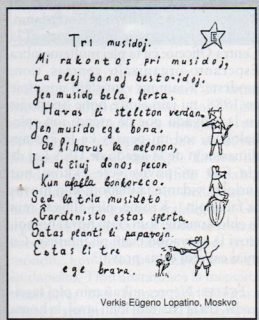 Tri musidoj.
E
Mi rakontos pri musidoj,
La plej bonaj besto-idoj.
Jen musido bela, lerta.
Havas li steleton verdan.
Jen musido ege bona.
Se li havus la melonon,
Li al ĉiuj donos pecon
Kun afabla bonkoreco.
Sed la tria musideto
Ĝardenisto estas sperta.
Ŝatas planti li papavojn.
Estas li tre
ege brava.
Verkis Eŭgeno Lopatino, Moskvo